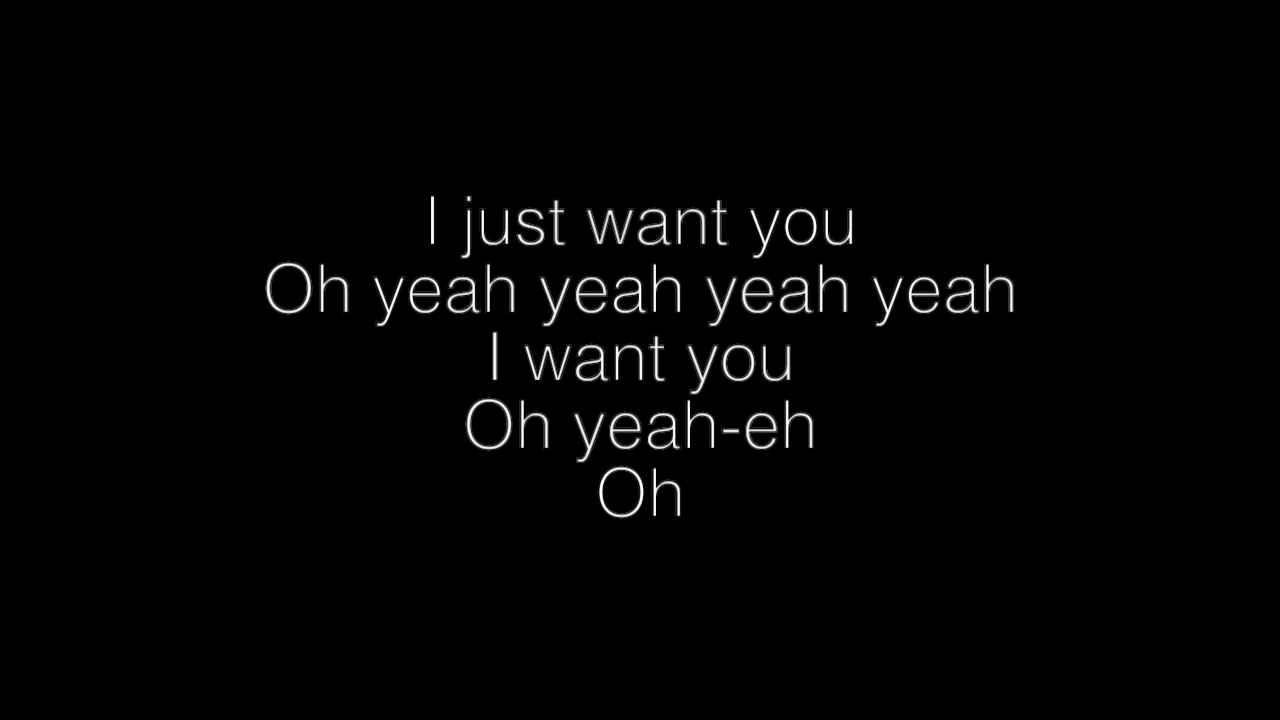 I just want you
Oh yeah yeah yeah yeah
I want you
Oh yeah-eh
Oh